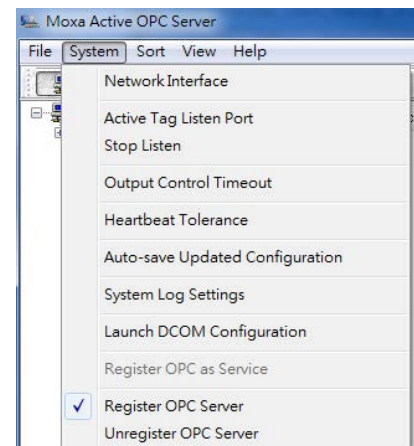 Moxa Active OPC Server
File System Sort View Help
Network Interface
Active Tag Listen Port
Stop Listen
Output Control Timeout
Heartbeat Tolerance
Auto-save Updated Configuration
System Log Settings
Launch DCOM Configuration
Register OPC as Service
Register OPC Server
Unregister OPC Server